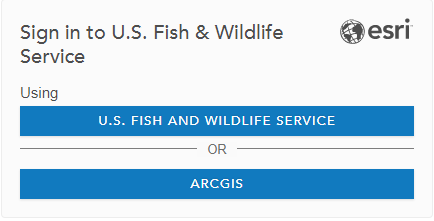 Sign in to U.S. Fish & Wildlife
Service
esri
Using
U.S. FISH AND WILDLIFE SERVICE
OR
ARCGIS